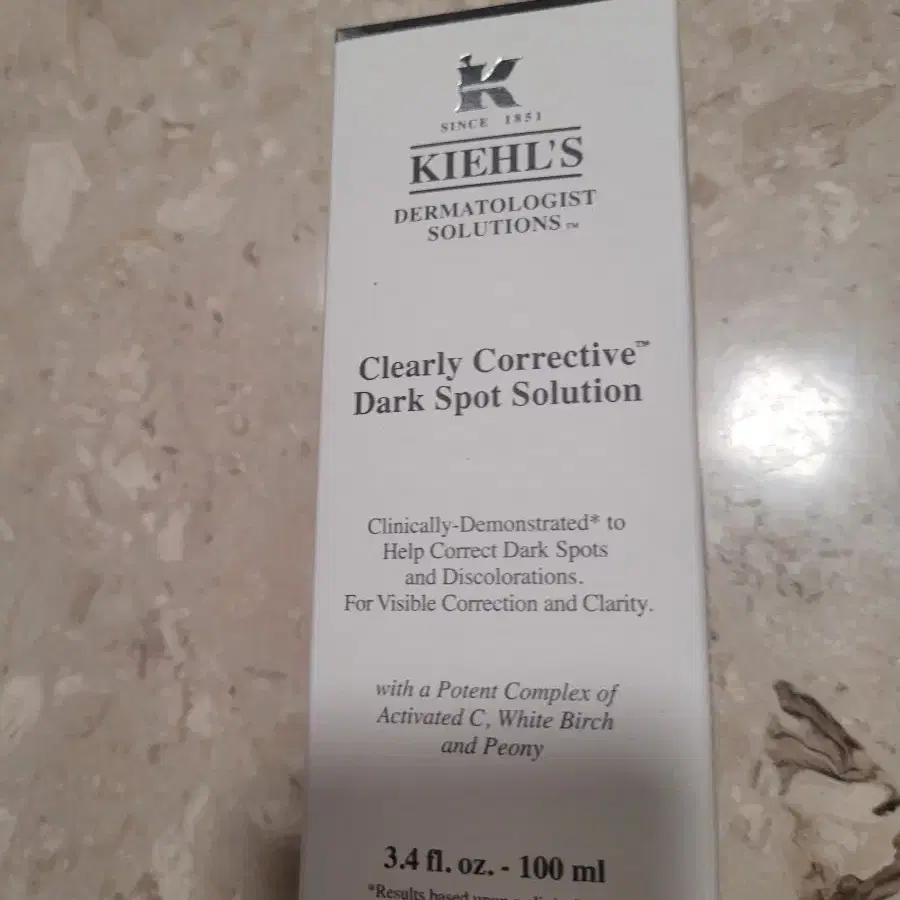 K
SINCE 1851
KIEHL'S
DERMATOLOGIST
SOLUTIONS™
Clearly Corrective™
Dark Spot Solution
Clinically-Demonstrated* to
Help Correct Dark Spots
and Discolorations.
For Visible Correction and Clarity.
with a Potent Complex of
Activated C, White Birch
and Peony
3.4 fl. oz. - 100 ml
*Results based